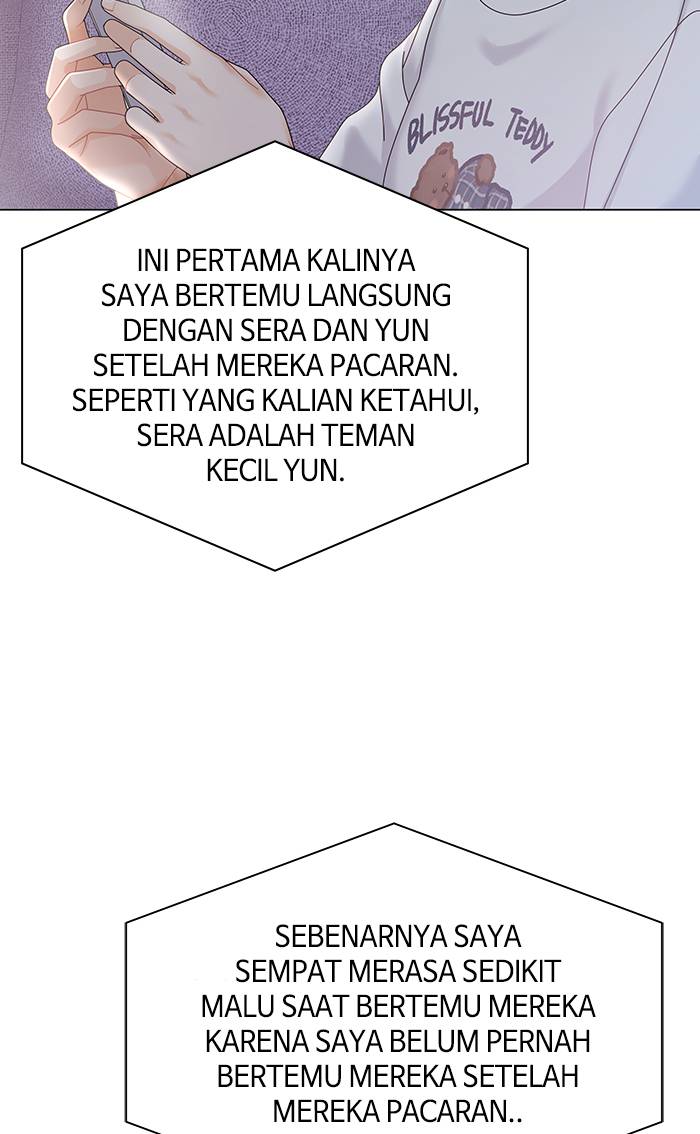 BLISSFUL TEDDY
INI PERTAMA KALINYA
SAYA BERTEMU LANGSUNG
DENGAN SERA DAN YUN
SETELAH MEREKA PACARAN.
SEPERTI YANG KALIAN KETAHUI,
SERA ADALAH TEMAN
KECIL YUN.
SEBENARNYA SAYA
SEMPAT MERASA SEDIKIT
MALU SAAT BERTEMU MEREKA
KARENA SAYA BELUM PERNAH
BERTEMU MEREKA SETELAH
MEREKA PACARAN..